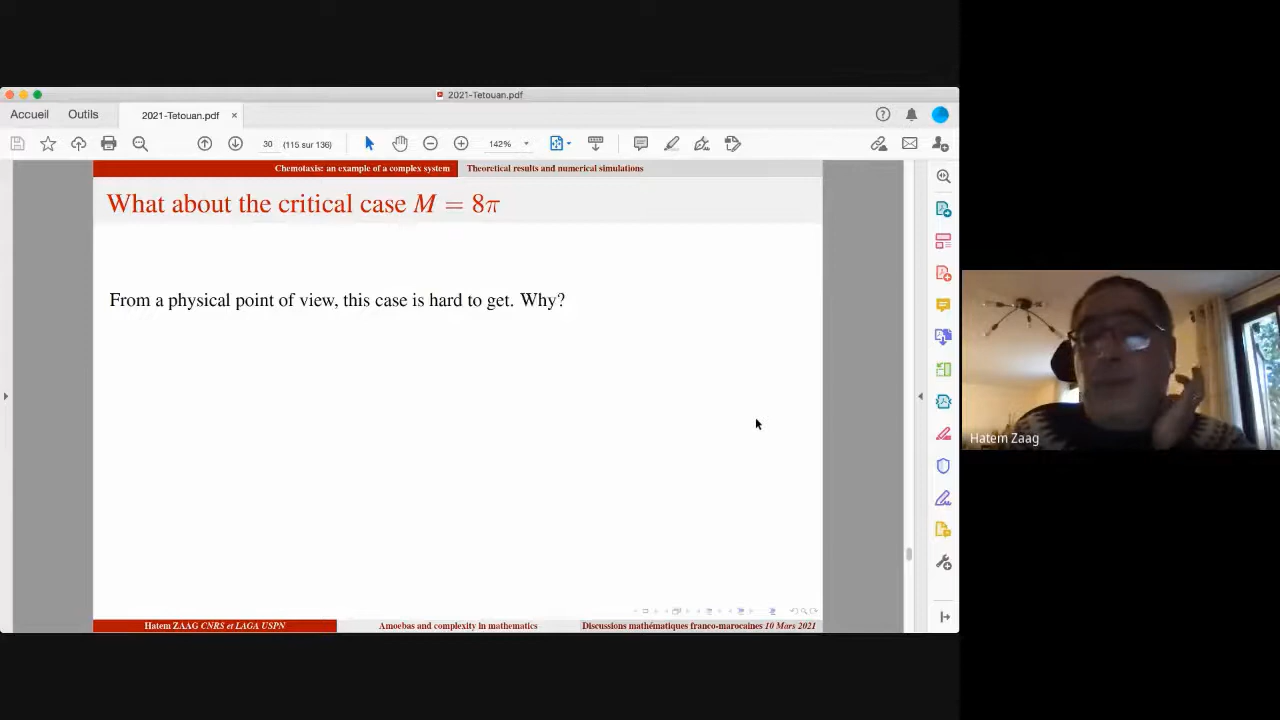 2021-Tetouan.pdf
Accueil Outils 2021-Tetouan.pdf ×
30 (115 sur 136) 142%
Chemotaxis: an example of a complex system Theoretical results and numerical simulations
What about the critical case M = 8π
From a physical point of view, this case is hard to get. Why?
Hatem Zaag
Hatem ZAAG CNRS et LAGA USPN Amoebas and complexity in mathematics Discussions mathématiques franco-marocaines 10 Mars 2021